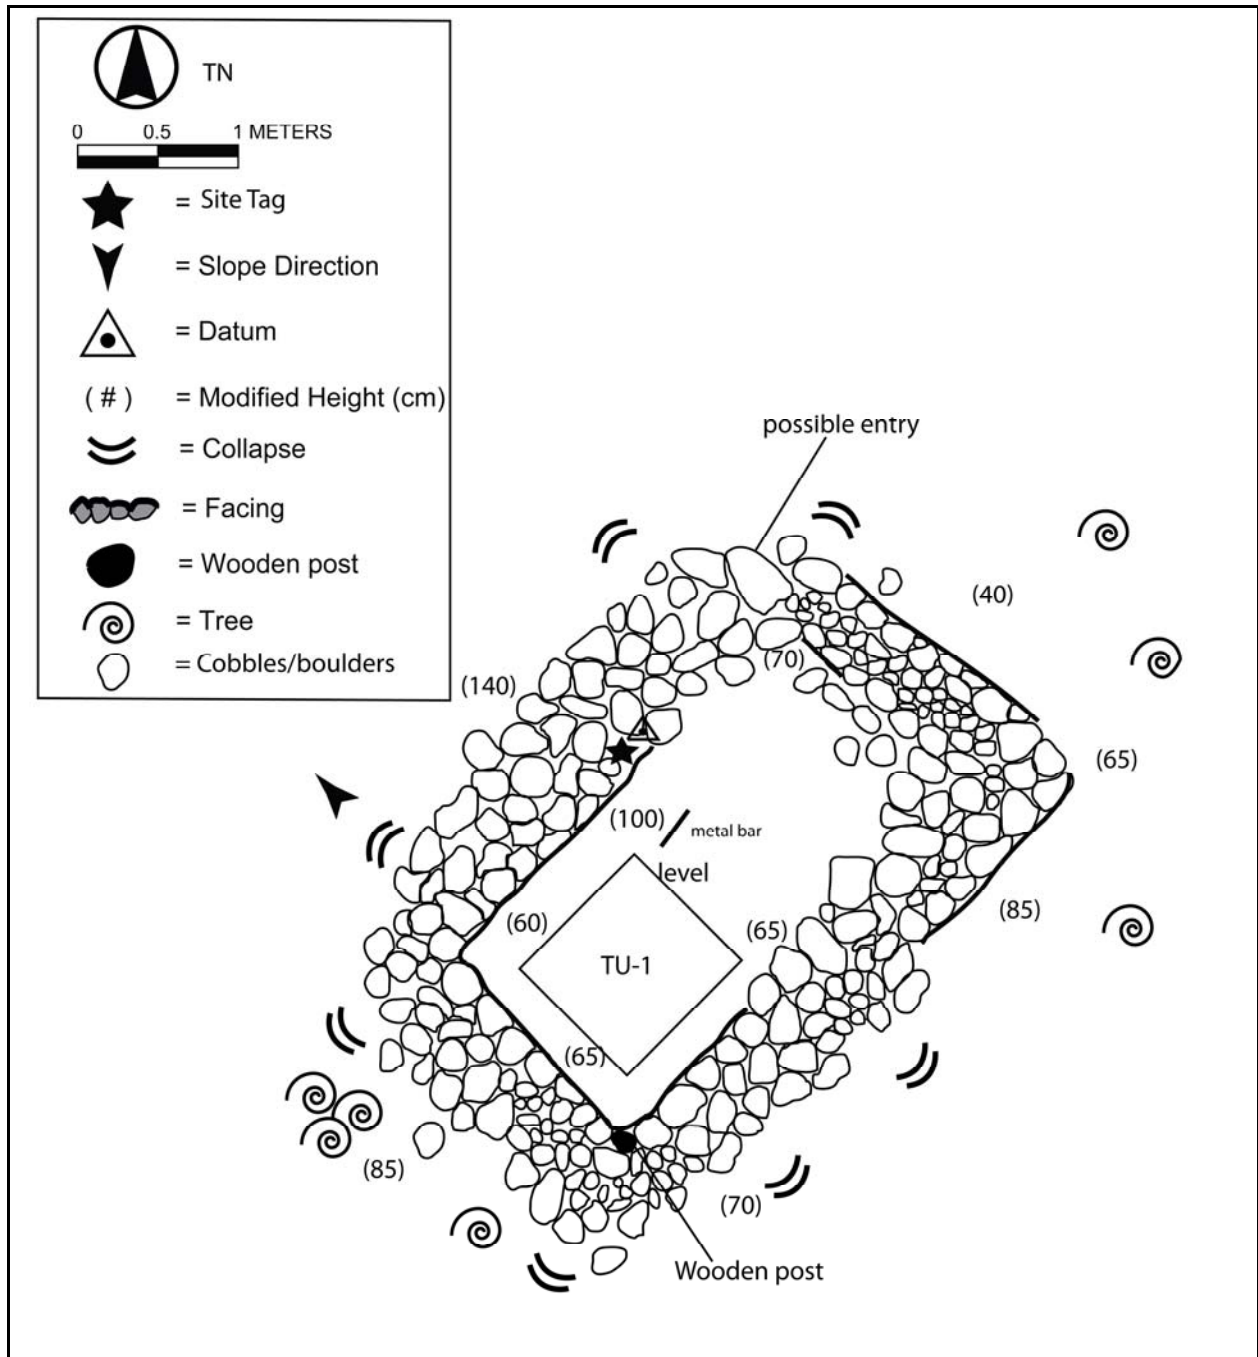 TN
0 0.5 1 METERS
= Site Tag
= Slope Direction
= Datum
( # ) = Modified Height (cm)
= Collapse
= Facing
= Wooden post
= Tree
= Cobbles/boulders
possible entry
(40)
(70)
(140)
(65)
(100)
metal bar
level
(60)
(85)
(65)
TU-1
(65)
(85)
(70)
Wooden post